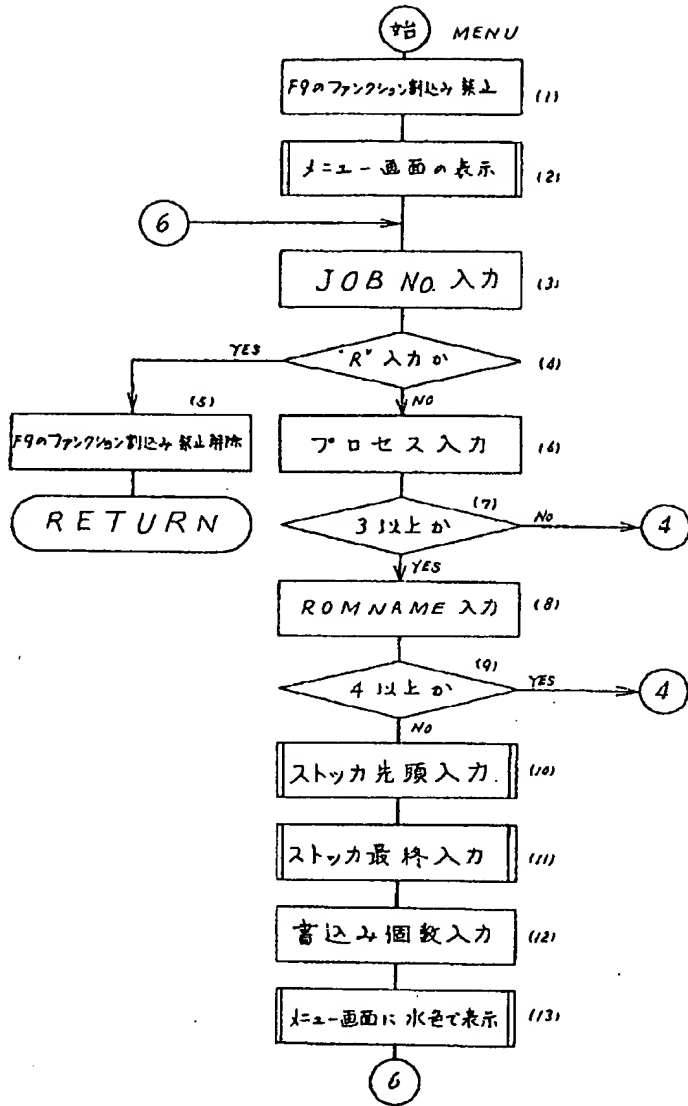 始 MENU
F9のファンクション割込み禁止 (1)
メニュー画面の表示 (2)
6
JOB NO. 入力 (3)
"R" 入力か (4)
YES
NO
(5)
F9のファンクション割込み禁止解除
RETURN
プロセス入力 (6)
3以上か (7)
NO
4
YES
ROMNAME 入力 (8)
4以上か (9)
YES
4
NO
ストッカ先頭入力. (10)
ストッカ最終入力 (11)
書込み個数入力 (12)
メニュー画面に水色で表示 (13)
6